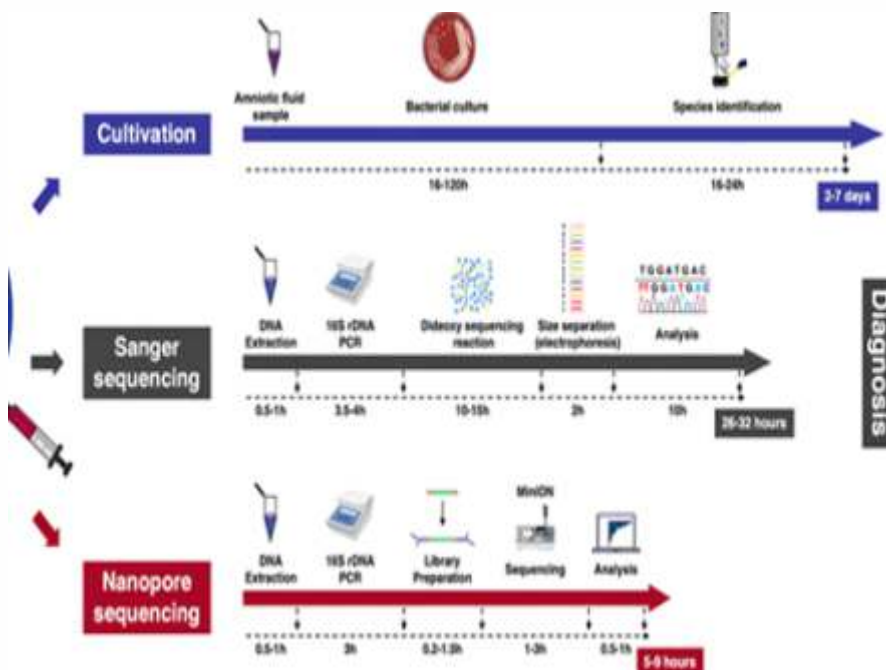 Amniotic fluid
sample
Bacterial culture
Species identification
Cultivation
16-120h
16-24h
3-7 days
TGGATGAC
DNA
Extraction
16S rDNA
PCR
Dideoxy sequencing
reaction
Size separation
(electrophoresis)
Analysis
Sanger
sequencing
0.5-1h
3.5-4h
10-15h
2h
10h
26-32 hours
Diagnosis
MinION
DNA
Extraction
16S rDNA
PCR
Library
Preparation
Sequencing
Analysis
Nanopore
sequencing
0.5-1h
3h
0.2-1.5h
1-3h
0.5-1h
5-9 hours